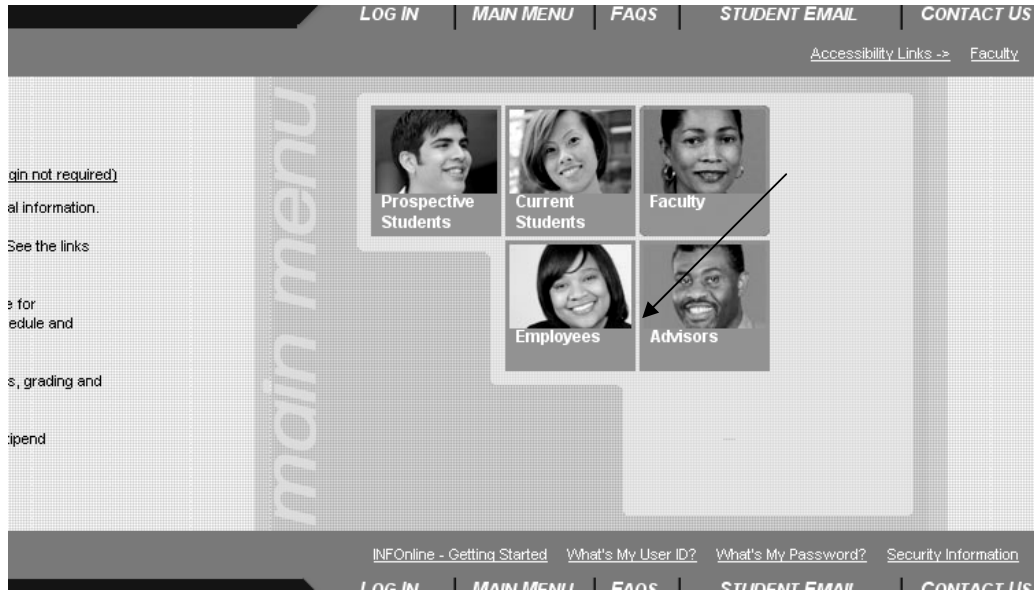 LOG IN MAIN MENU FAQS STUDENT EMAIL CONTACT US
Accessibility Links -> Faculty
gin not required)
al information.
See the links
e for
edule and
s, grading and
tipend
main menu
Prospective
Students
Current
Students
Faculty
Employees
Advisors
INFOnline - Getting Started What's My User ID? What's My Password? Security Information
LOG IN MAIN MENU FAQS STUDENT EMAIL CONTACT US